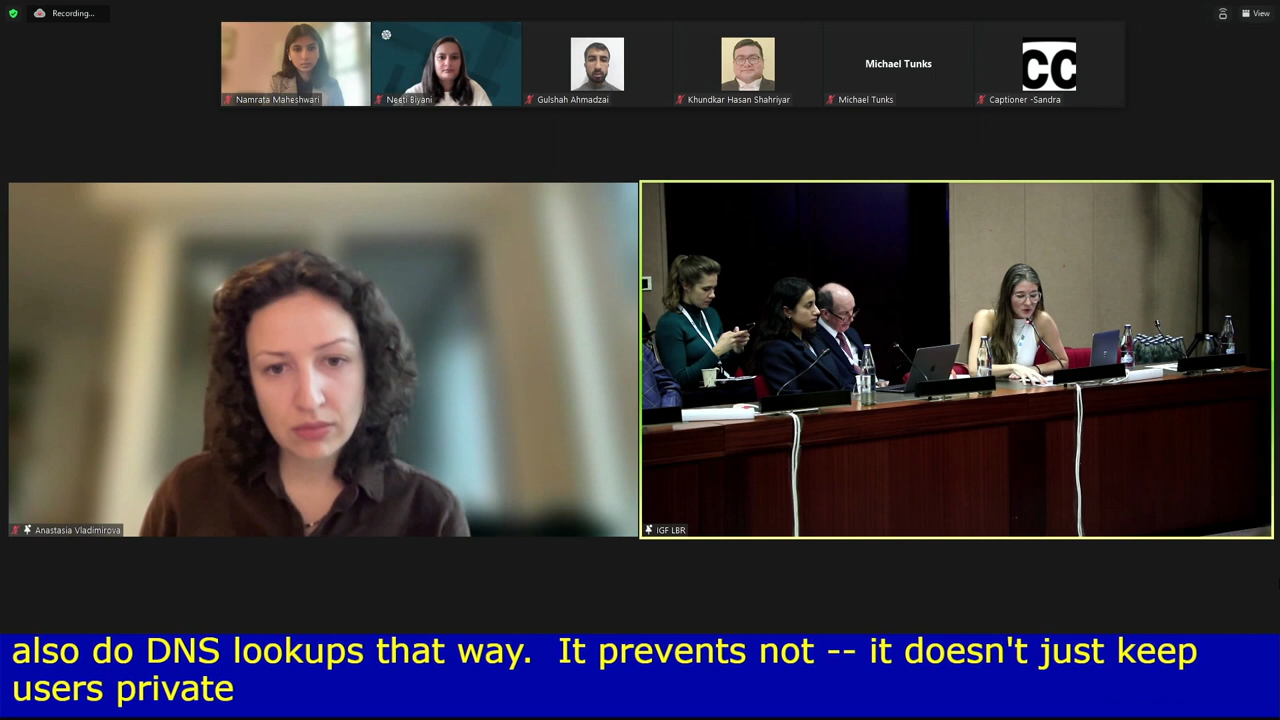 Recording...
View
Namrata Maheshwari
Neeti Biyani
Gulshah Ahmadzai
Khundkar Hasan Shahriyar
Michael Tunks
Michael Tunks
CC
Captioner -Sandra
Anastasia Vladimirova
IGF LBR
also do DNS lookups that way.  It prevents not -- it doesn't just keep
users private